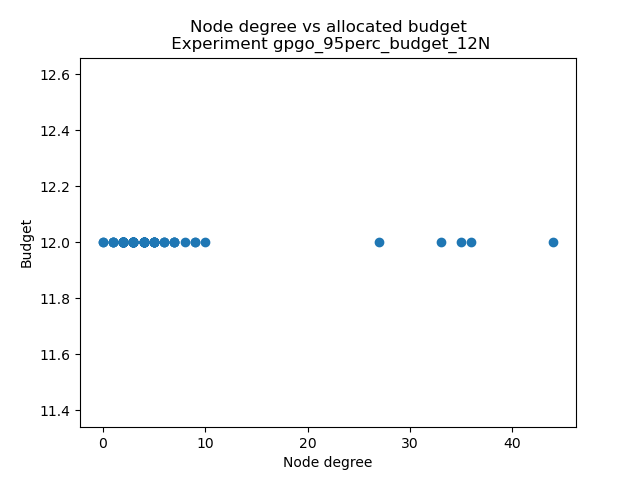 Node degree vs allocated budget
Experiment gpgo_95perc_budget_12N
12.6
12.4
12.2
12.0
11.8
11.6
11.4
Budget
0 10 20 30 40
Node degree